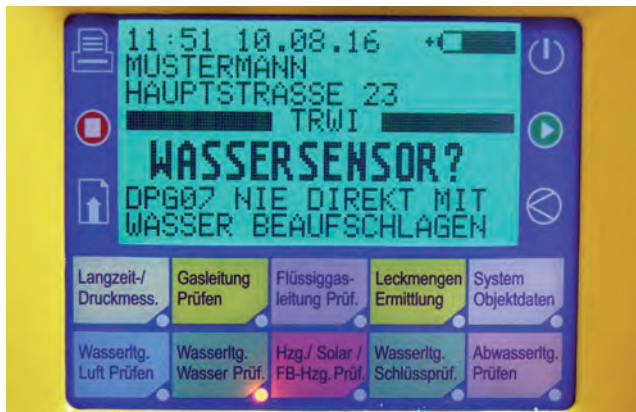 11:51 10.08.16
MUSTERMANN
HAUPTSTRASSE 23
TRWI
WASSERSENSOR?
DPG07 NIE DIREKT MIT
WASSER BEAUFSCHLAGEN
Langzeit-/
Druckmess.
Gasleitung
Prüfen
Flüssiggas-
leitung Prüf.
Leckmengen
Ermittlung
System
Objektdaten
Wasserltg.
Luft Prüfen
Wasserltg.
Wasser Prüf.
Hzg./ Solar /
FB-Hzg. Prüf.
Wasserltg.
Schlüssprüf.
Abwasserltg.
Prüfen